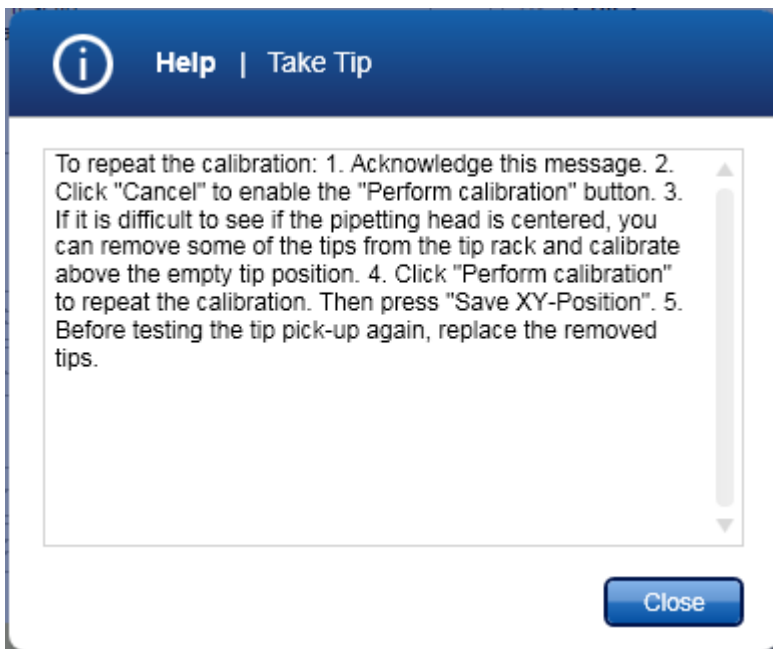 Help | Take Tip
To repeat the calibration: 1. Acknowledge this message. 2.
Click "Cancel" to enable the "Perform calibration" button. 3.
If it is difficult to see if the pipetting head is centered, you
can remove some of the tips from the tip rack and calibrate
above the empty tip position. 4. Click "Perform calibration"
to repeat the calibration. Then press "Save XY-Position". 5.
Before testing the tip pick-up again, replace the removed
tips.
Close